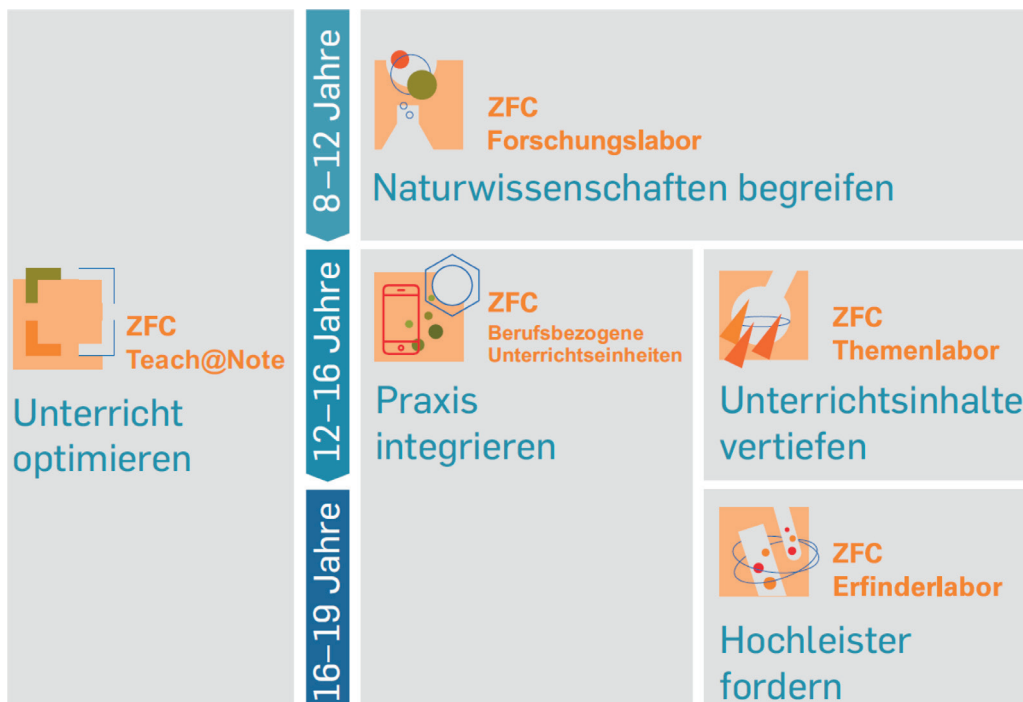 ZFC
Teach@Note
Unterricht
optimieren
8–12 Jahre
12–16 Jahre
16–19 Jahre
ZFC
Forschungslabor
Naturwissenschaften begreifen
ZFC
Berufsbezogene
Unterrichtseinheiten
Praxis
integrieren
ZFC
Themenlabor
Unterrichtsinhalte
vertiefen
ZFC
Erfinderlabor
Hochleister
fordern